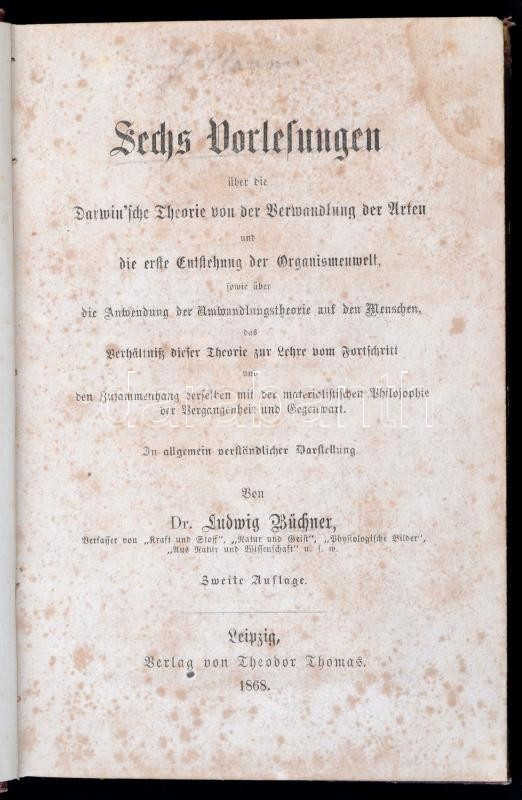 Sechs Vorlesungen
über die
Darwin'sche Theorie von der Verwandlung der Arten
und
die erste Entstehung der Organismenwelt,
sowie über
die Anwendung der Umwandlungstheorie auf den Menschen,
das
Verhältniß dieser Theorie zur Lehre vom Fortschritt
und
den Zusammenhang derselben mit der materialistischen Philosophie
der Vergangenheit und Gegenwart.
darabanth
In allgemein verständlicher Darstellung.
Von
Dr. Ludwig Büchner,
Verfasser von „Kraft und Stoff", „Natur und Geist", „Physiologische Bilder",
„Aus Natur und Wissenschaft" u. s. w.
Zweite Auflage.
Leipzig,
Verlag von Theodor Thomas.
1868.